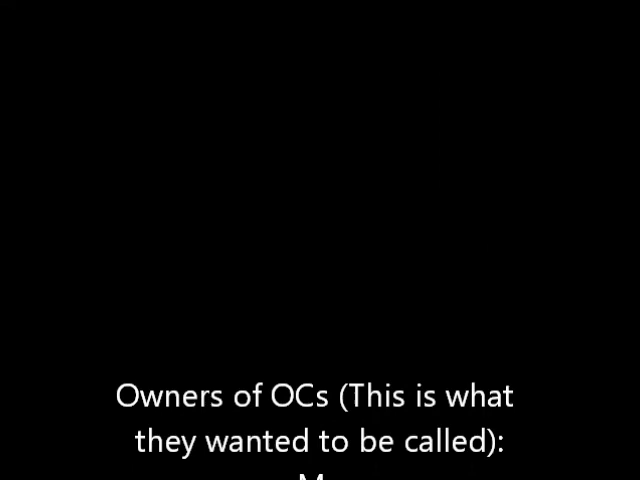 Owners of OCs (This is what
they wanted to be called):